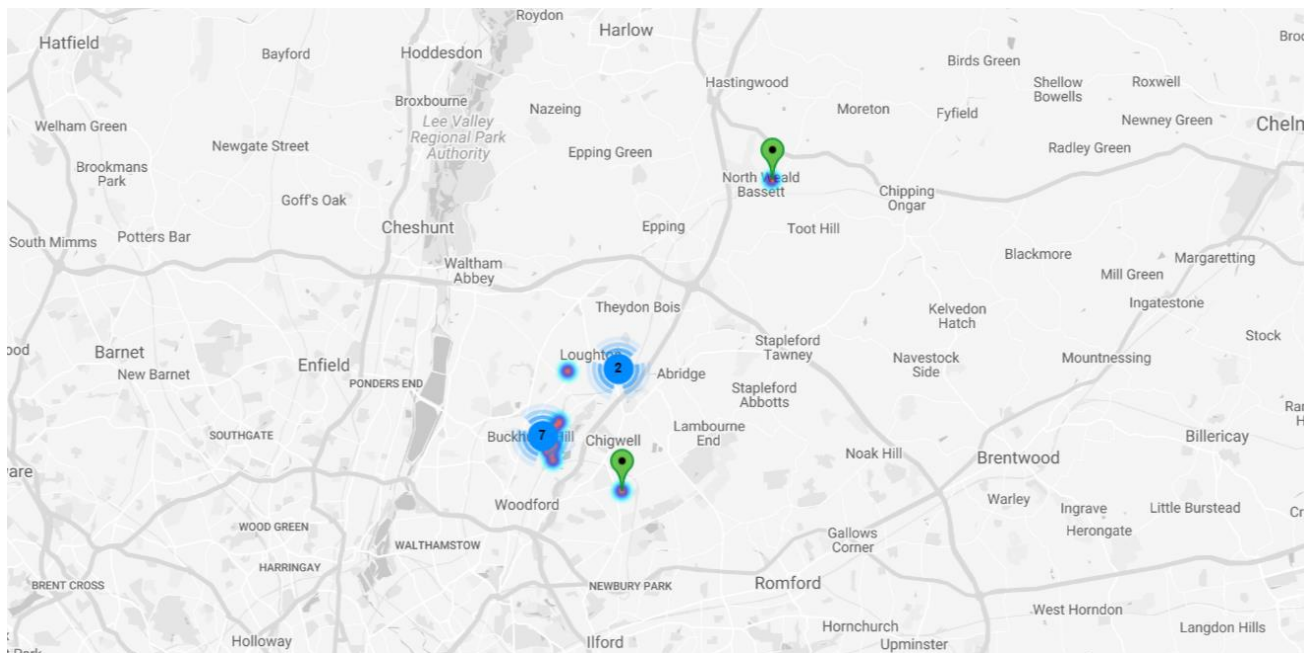 Roydon
Harlow
Hatfield
Bayford
Hoddesdon
Broc
Birds Green
Hastingwood
Shellow
Bowells
Roxwell
Broxbourne
Nazeing
Moreton
Fyfield
Newney Green
Cheln
Welham Green
Lee Valley
Regional Park
Authority
Newgate Street
Epping Green
Radley Green
Brookmans
Park
North Weald
Bassett
Chipping
Ongar
Goff's Oak
Cheshunt
Epping
Toot Hill
South Mimms
Potters Bar
Blackmore
Margaretting
Waltham
Abbey
Mill Green
Theydon Bois
Kelvedon
Hatch
Ingatestone
Stock
ood
Barnet
New Barnet
Enfield
PONDERS END
Loughton
2
Abridge
Stapleford
Tawney
Navestock
Side
Mountnessing
Stapleford
Abbotts
SOUTHGATE
Buckhurst Hill
7
Chigwell
Lambourne
End
Billericay
Noak Hill
Brentwood
Woodford
Warley
Ingrave
Little Burstead
Herongate
WOOD GREEN
WALTHAMSTOW
Gallows
Corner
HARRINGAY
BRENT CROSS
NEWBURY PARK
Romford
West Horndon
Holloway
Ilford
Hornchurch
Upminster
Langdon Hills